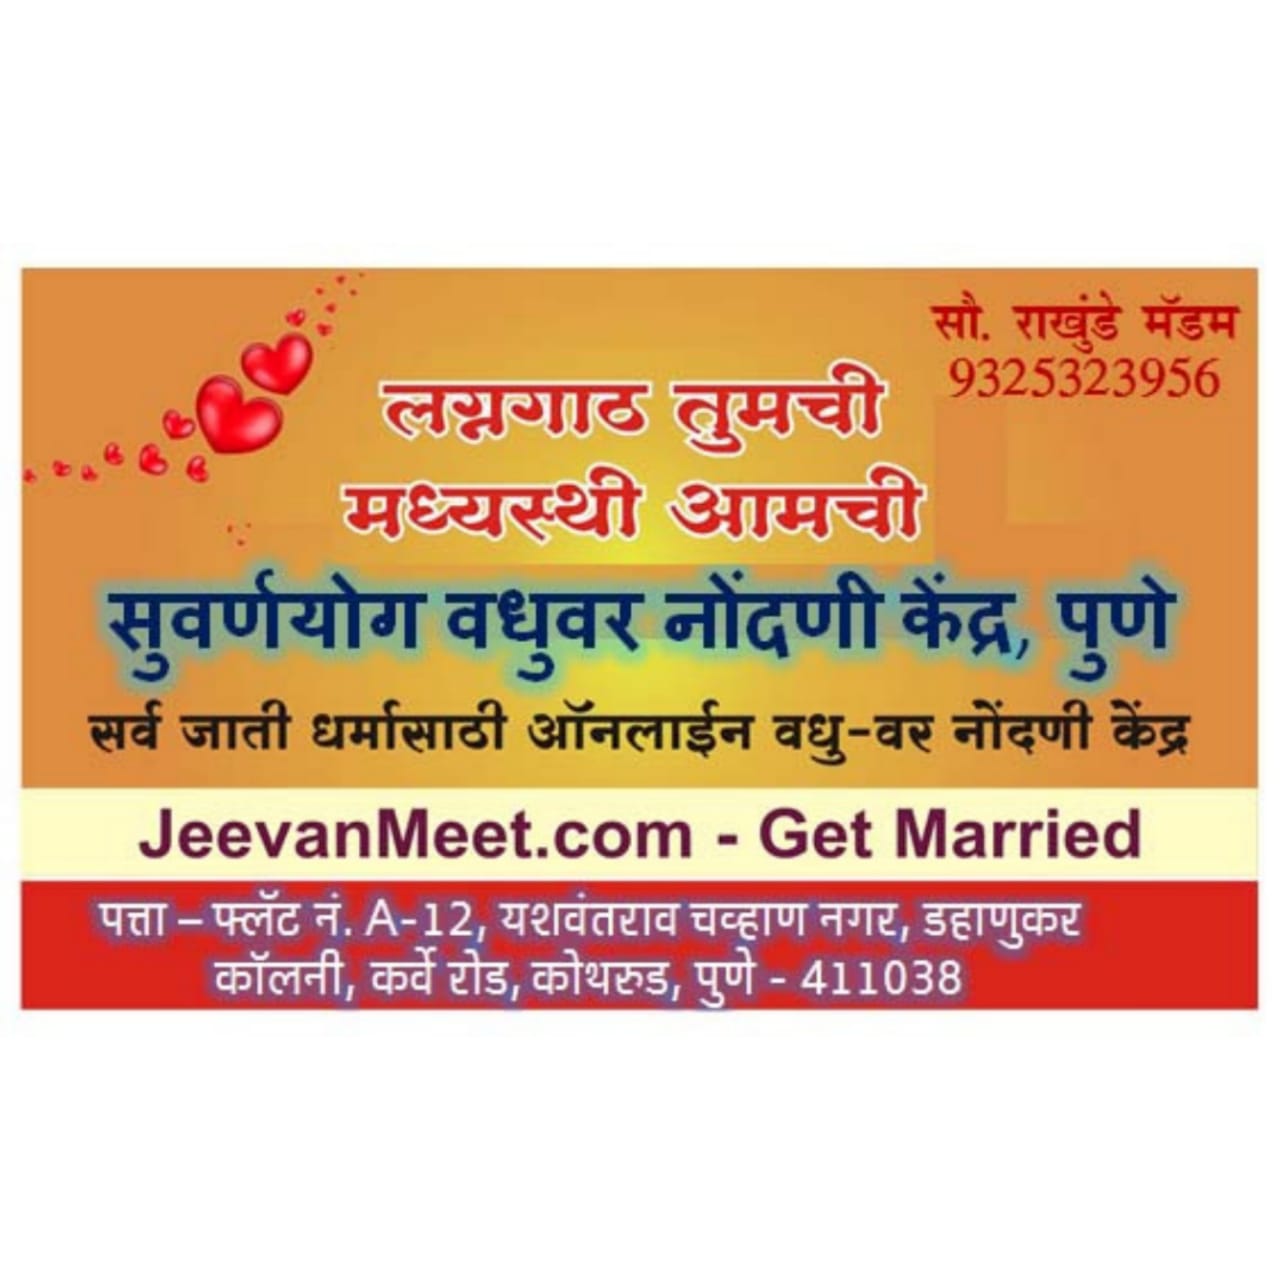 सौ. राखुंडे मॅडम
9325323956
लग्नगाठ तुमची
मध्यस्थी आमची
सुवर्णयोग वधुवर नोंदणी केंद्र, पुणे
सर्व जाती धर्मासाठी ऑनलाईन वधु-वर नोंदणी केंद्र
JeevanMeet.com - Get Married
पत्ता – फ्लॅट नं. A-12, यशवंतराव चव्हाण नगर, डहाणुकर
कॉलनी, कर्वे रोड, कोथरुड, पुणे - 411038